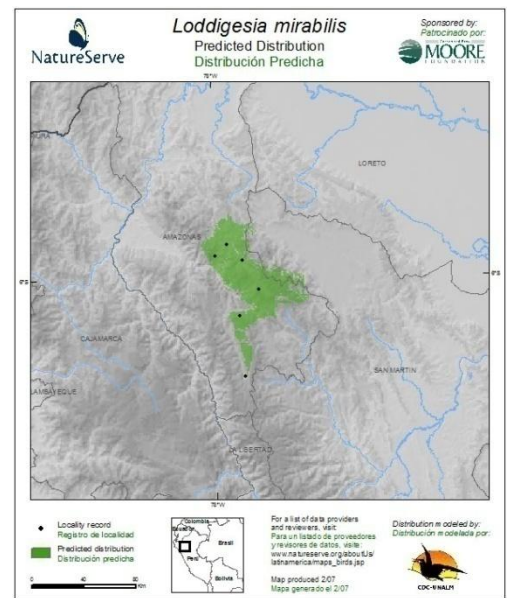 NatureServe
Loddigesia mirabilis
Predicted Distribution
Distribución Predicha
Sponsored by:
Patrocinado por:
MOORE
FOUNDATION
78°W
LORETO
AMAZONAS
6°S
6°S
CAJAMARCA
SAN MARTIN
LAMBAYEQUE
LA LIBERTAD
78°W
Locality record
Registro de localidad
Predicted distribution
Distribución prediche
Km
Colombia
Ecuador
Peru
Brasil
Bolivia
For a list of data providers
and reviewers, visit:
Para un listado de proveedores
y revisores de datos, visite:
www.natureserve.org/aboutUs/
latinamerica/maps_birds.jsp
Map produced 2/07
Mapa generado el 2/07
Distribution modeled by:
Distribución modelada por:
CDC-UNALM